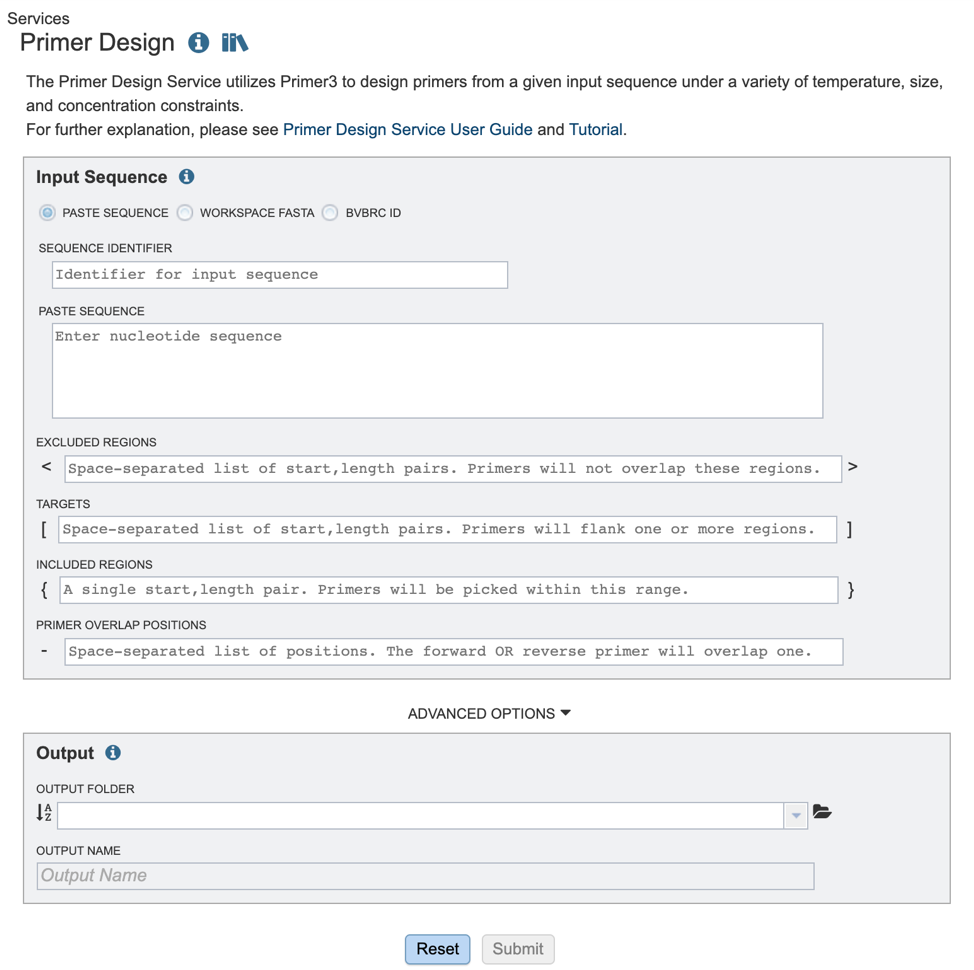 Services
Primer Design
The Primer Design Service utilizes Primer3 to design primers from a given input sequence under a variety of temperature, size,
and concentration constraints.
For further explanation, please see Primer Design Service User Guide and Tutorial.
Input Sequence
PASTE SEQUENCE WORKSPACE FASTA BVBRC ID
SEQUENCE IDENTIFIER
Identifier for input sequence
PASTE SEQUENCE
Enter nucleotide sequence
EXCLUDED REGIONS
< Space-separated list of start,length pairs. Primers will not overlap these regions. >
TARGETS
[ Space-separated list of start,length pairs. Primers will flank one or more regions. ]
INCLUDED REGIONS
{ A single start,length pair. Primers will be picked within this range. }
PRIMER OVERLAP POSITIONS
- Space-separated list of positions. The forward OR reverse primer will overlap one.
ADVANCED OPTIONS
Output
OUTPUT FOLDER
OUTPUT NAME
Output Name
Reset Submit